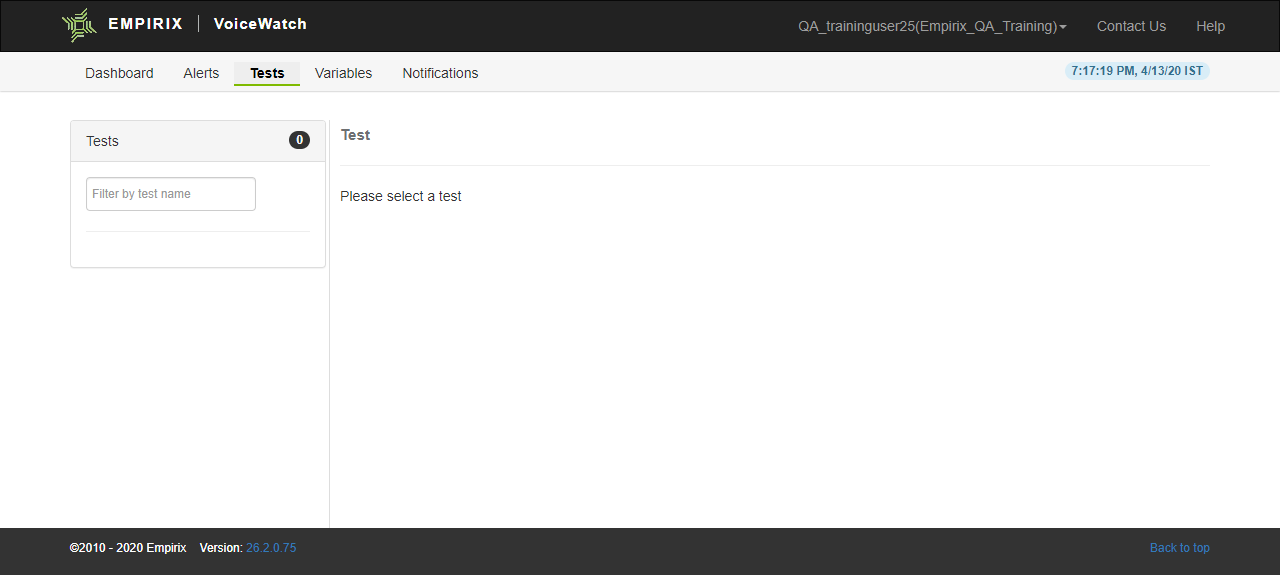 EMPIRIX | VoiceWatch QA_traininguser25(Empirix_QA_Training) Contact Us Help
Dashboard Alerts Tests Variables Notifications 7:17:19 PM, 4/13/20 IST
Tests 0
Filter by test name
Test
Please select a test
©2010 - 2020 Empirix Version: 26.2.0.75 Back to top